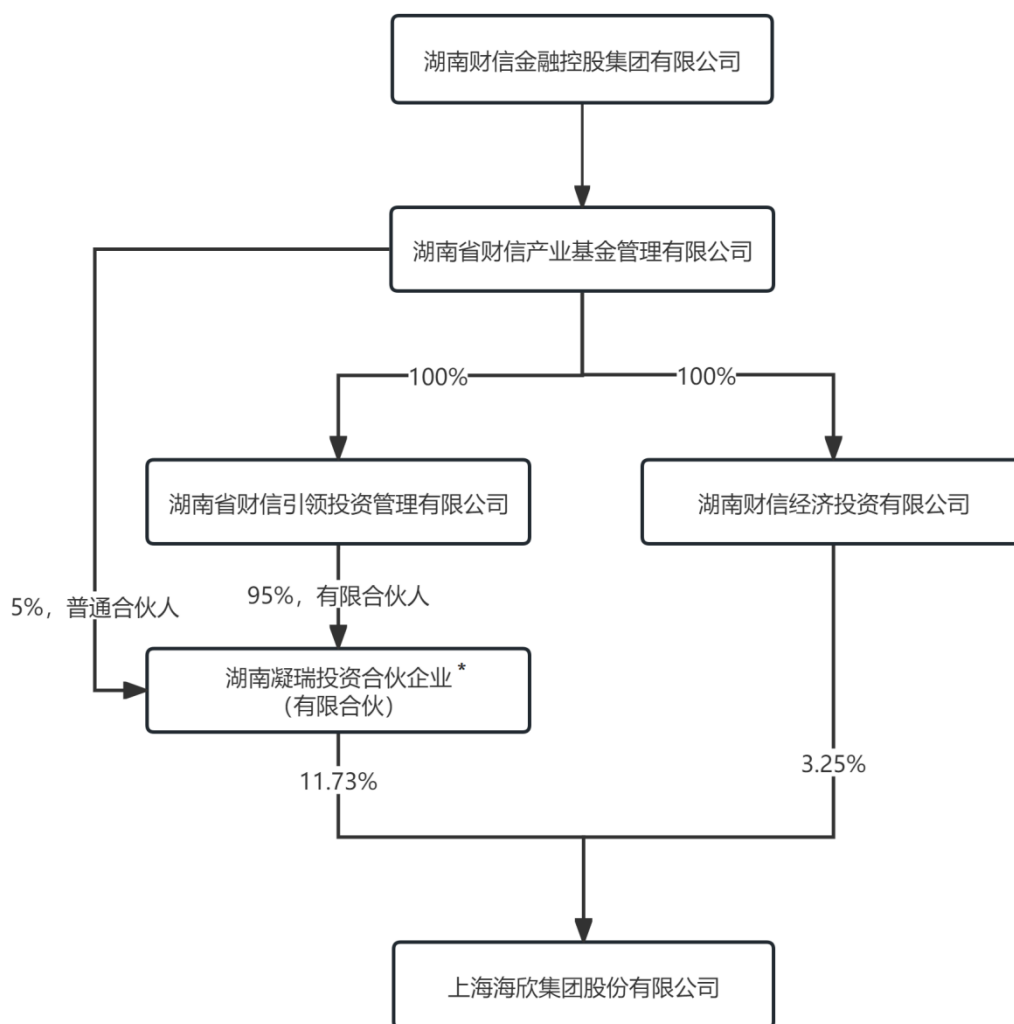 湖南财信金融控股集团有限公司
湖南省财信产业基金管理有限公司
100%
100%
湖南省财信引领投资管理有限公司
湖南财信经济投资有限公司
5%，普通合伙人
95%，有限合伙人
湖南凝瑞投资合伙企业*
（有限合伙）
11.73%
3.25%
上海海欣集团股份有限公司